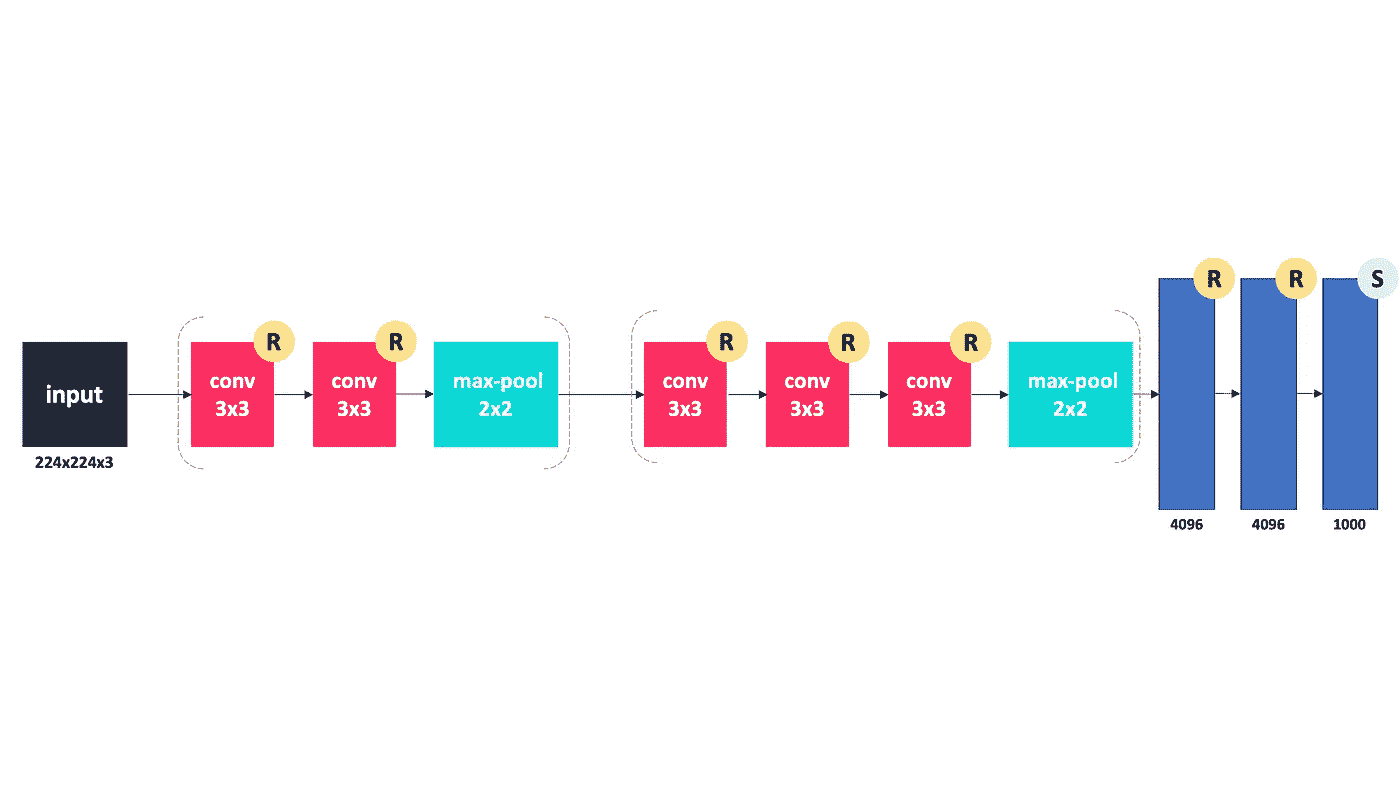 input
224x224x3
conv
3x3
R
conv
3x3
R
max-pool
2x2
conv
3x3
R
conv
3x3
R
conv
3x3
R
max-pool
2x2
R
4096
R
4096
S
1000